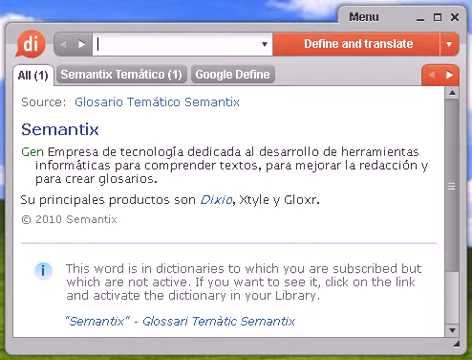 Menu
di
Define and translate
All (1) Semantix Temático (1) Google Define
Source: Glosario Temático Semantix
Semantix
Gen Empresa de tecnología dedicada al desarrollo de herramientas
informáticas para comprender textos, para mejorar la redacción y
para crear glosarios.
Su principales producto son Dixio, Xtyle y Gloxr.
© 2010 Semantix
i
This word is in dictionaries to which you are subscribed but
which are not active. If you want to see it, click on the link
and activate the dictionary in your Library.
"Semantix" - Glossari Temàtic Semantix